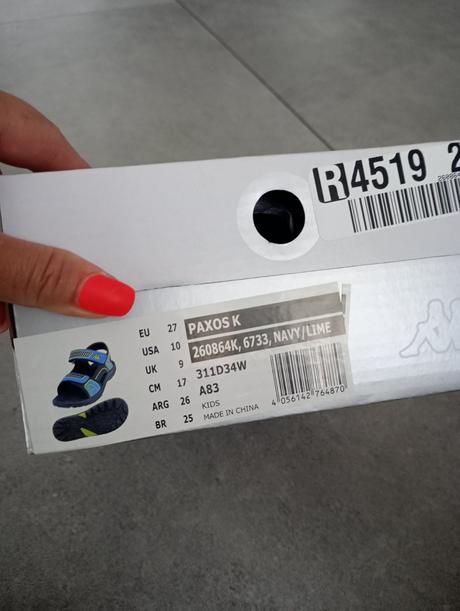 R 4519 2
EU 27
USA 10
UK 9
CM 17
ARG 26
BR 25
PAXOS K
260864K, 6733, NAVY/LIME
311D34W
A83
KIDS
MADE IN CHINA
4 056142 764870